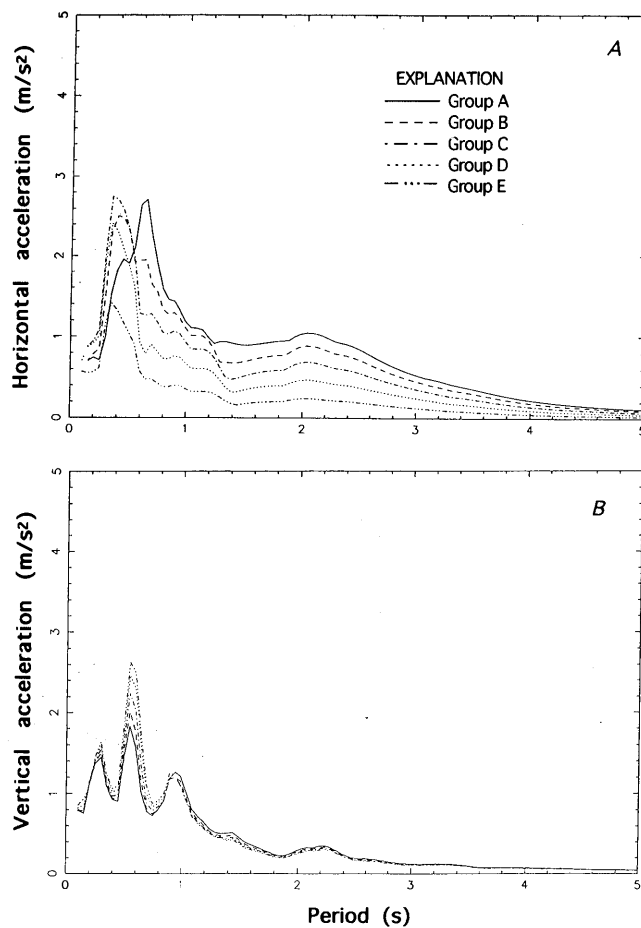 5
4
3
2
1
0
Horizontal acceleration (m/s²)
A
EXPLANATION
Group A
Group B
Group C
Group D
Group E
0
1
2
3
4
5
5
4
3
2
1
0
Vertical acceleration (m/s²)
B
0
1
2
3
4
5
Period (s)